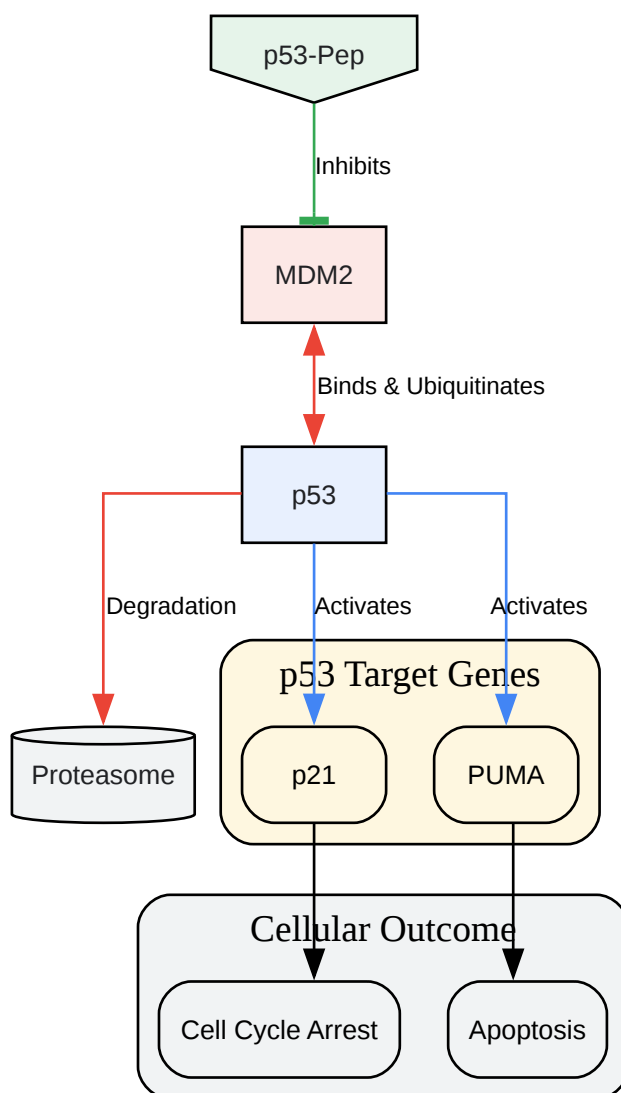 p53-Pep
Inhibits
MDM2
Binds & Ubiquitinates
p53
Degradation
Activates
Activates
p53 Target Genes
Proteasome
p21
PUMA
Cellular Outcome
Cell Cycle Arrest
Apoptosis